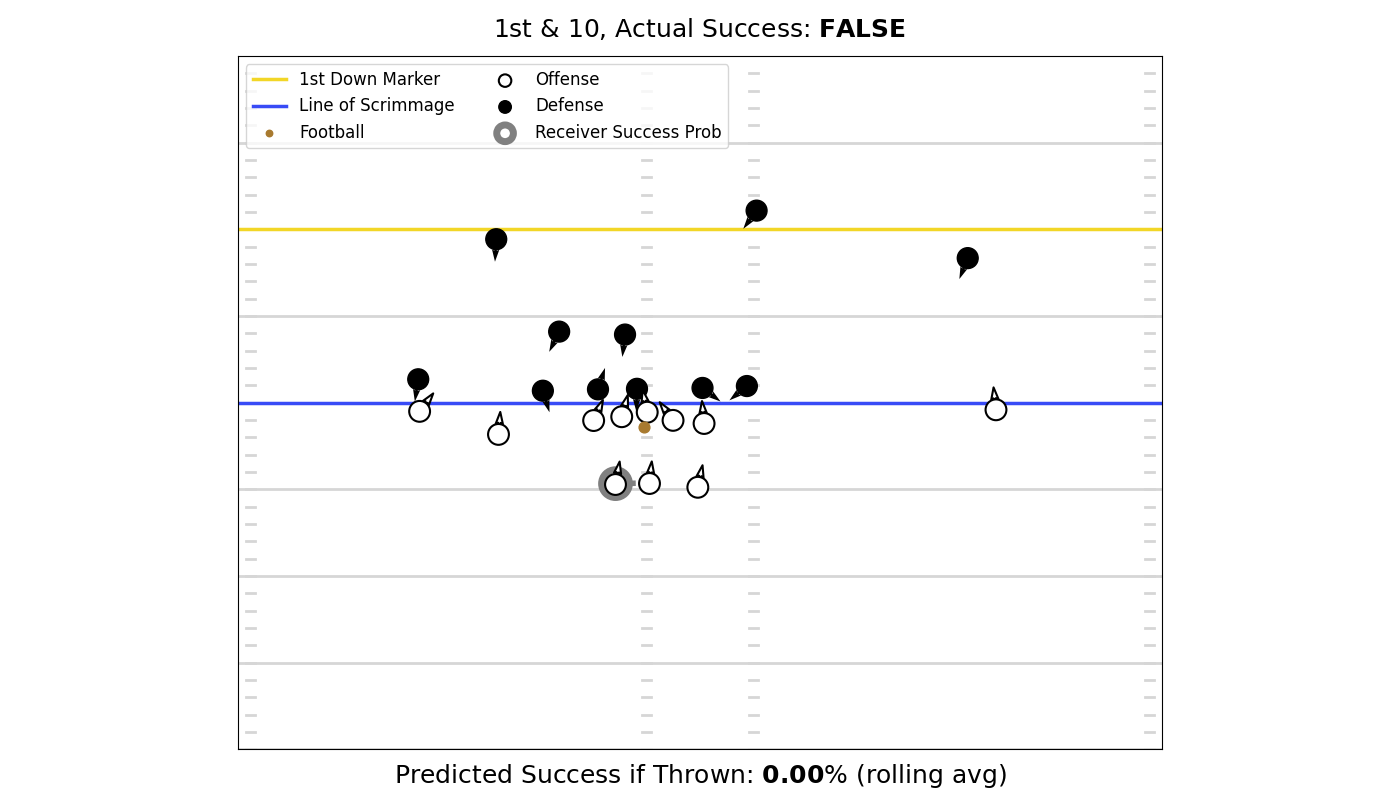 1st & 10, Actual Success: FALSE
1st Down Marker
Line of Scrimmage
Football
Offense
Defense
Receiver Success Prob
Predicted Success if Thrown: 0.00% (rolling avg)